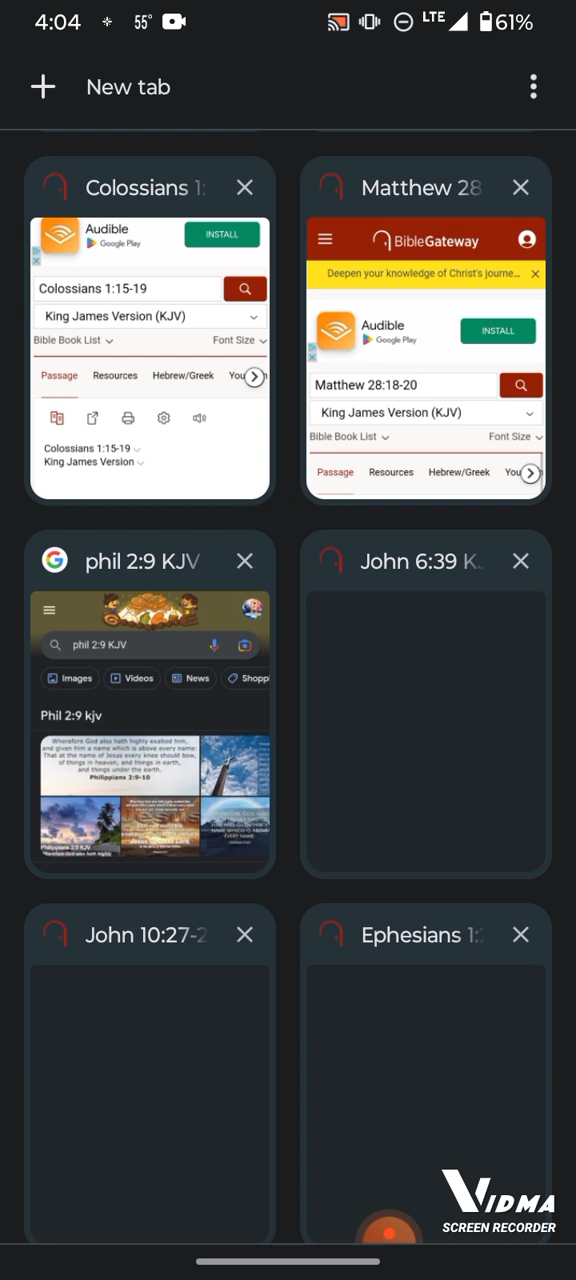 4:04 55° LTE 61%
New tab
Colossians 1:
Audible
Google Play
INSTALL
Colossians 1:15-19
King James Version (KJV)
Bible Book List Font Size
Passage Resources Hebrew/Greek You
Colossians 1:15-19
King James Version
Matthew 28
BibleGateway
Deepen your knowledge of Christ's journe...
Audible
Google Play
INSTALL
Matthew 28:18-20
King James Version (KJV)
Bible Book List Font Size
Passage Resources Hebrew/Greek You
phil 2:9 KJV
phil 2:9 KJV
Images Videos News Shopp
Phil 2:9 kjv
Wherefore God also hath highly exalted him,
and given him a name which is above every name:
That at the name of Jesus every knee should bow,
of things in heaven, and things in earth,
and things under the earth.
Philippians 2:9-10
Philippians 2:9 KJV
John 6:39 K
John 10:27-2
Ephesians 1:
VIDMA
SCREEN RECORDER